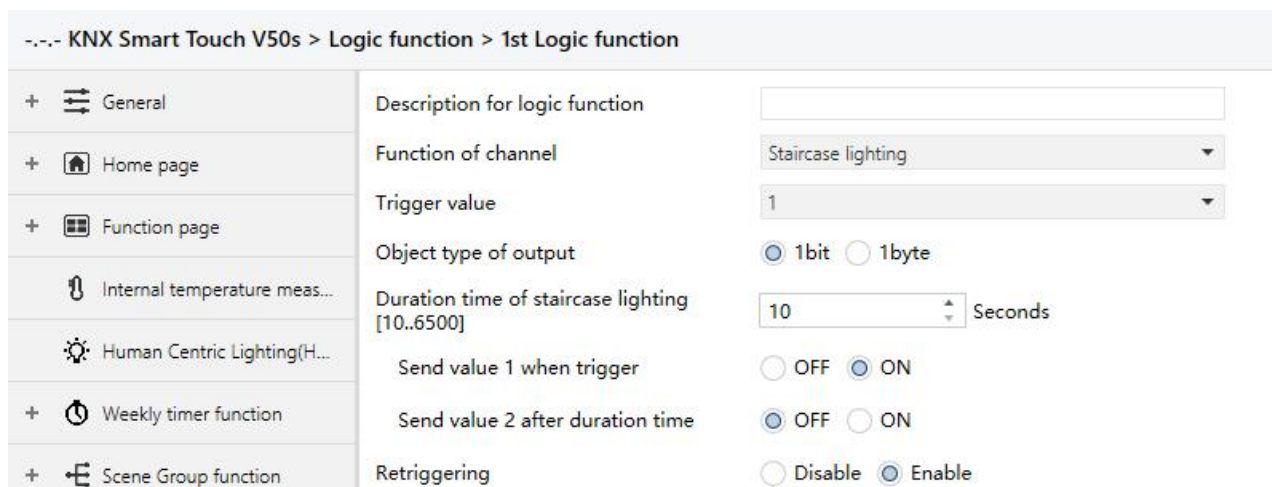 -.-.- KNX Smart Touch V50s > Logic function > 1st Logic function
+ General
+ Home page
+ Function page
Internal temperature meas...
Human Centric Lighting(H...
+ Weekly timer function
+ Scene Group function
Description for logic function
Function of channel Staircase lighting
Trigger value 1
Object type of output 1bit 1byte
Duration time of staircase lighting
[10..6500] 10 Seconds
Send value 1 when trigger OFF ON
Send value 2 after duration time OFF ON
Retriggering Disable Enable